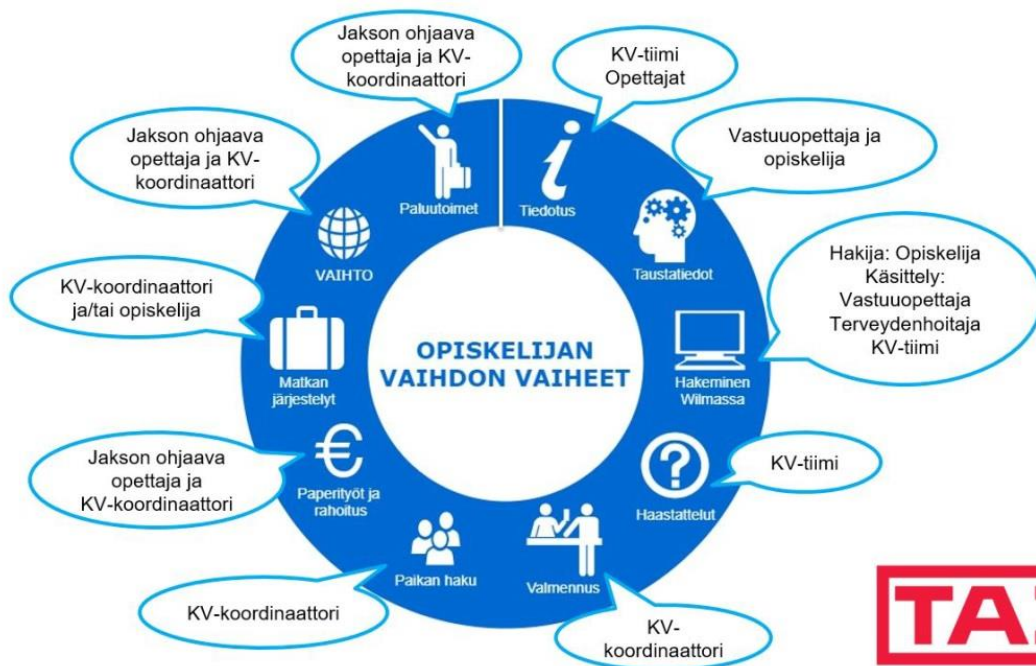 OPISKELIJAN
VAIHDON VAIHEET
KV-tiimi
Opettajat
Tiedotus
Vastuuopettaja ja
opiskelija
Taustatiedot
Hakija: Opiskelija
Käsittely:
Vastuuopettaja
Terveydenhoitaja
KV-tiimi
Hakeminen
Wilmassa
KV-tiimi
Haastattelut
KV-
koordinaattori
Valmennus
KV-koordinaattori
Paikan haku
Jakson ohjaava
opettaja ja
KV-koordinaattori
€
Paperityöt ja
rahoitus
KV-koordinaattori
ja/tai opiskelija
Matkan
järjestelyt
Jakson ohjaava
opettaja ja KV-
koordinaattori
VAIHTO
Jakson ohjaava
opettaja ja KV-
koordinaattori
Paluutoimet